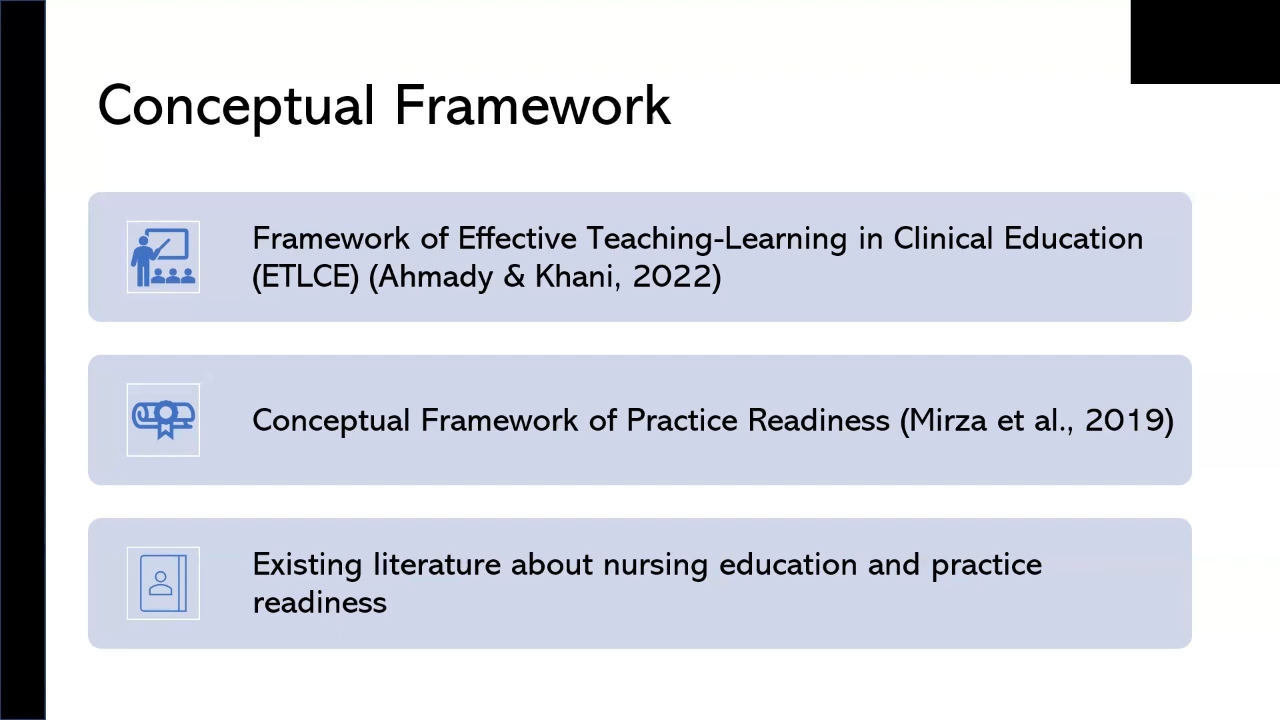 Conceptual Framework
Framework of Effective Teaching-Learning in Clinical Education
(ETLCE) (Ahmady & Khani, 2022)
Conceptual Framework of Practice Readiness (Mirza et al., 2019)
Existing literature about nursing education and practice
readiness